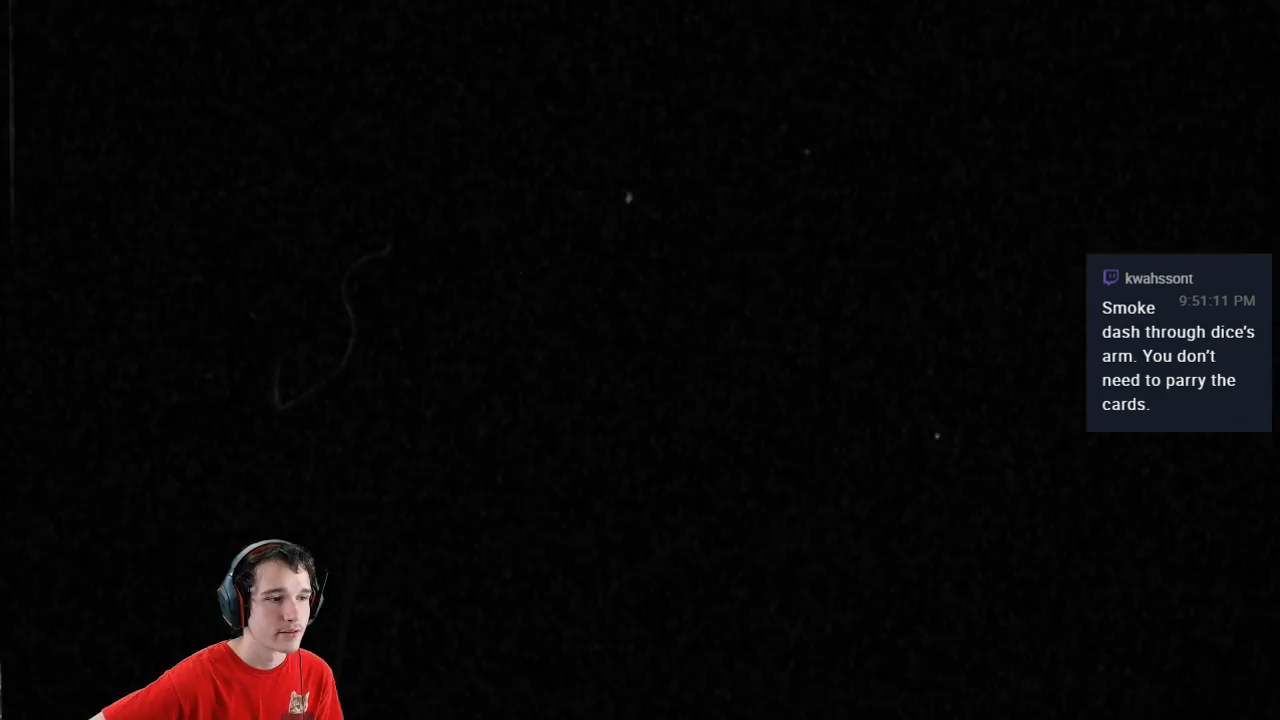 kwahssont
9:51:11 PM
Smoke
dash through dice's
arm. You don't
need to parry the
cards.